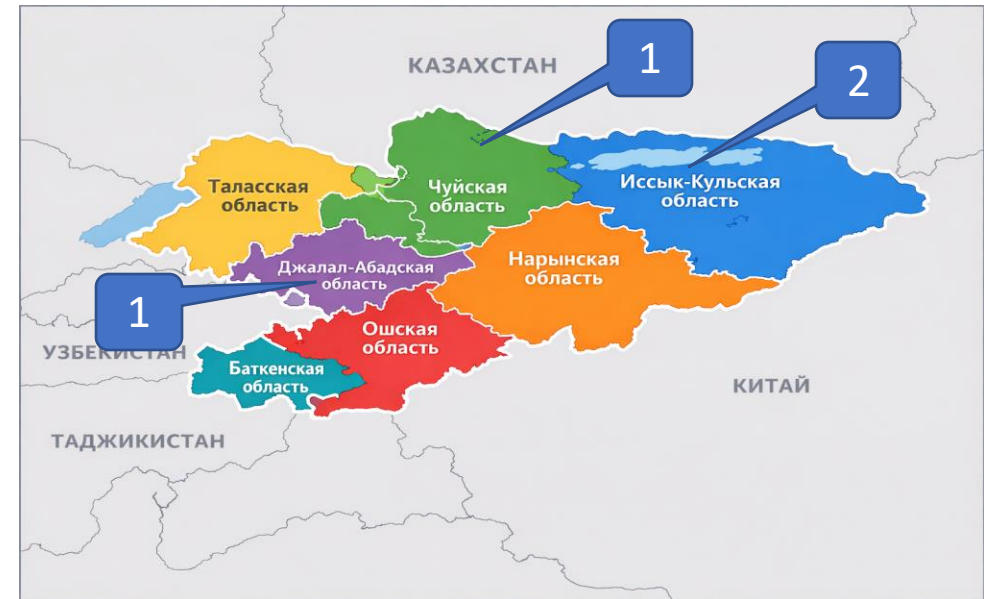 1
КАЗАХСТАН
2
Таласская
область
Чуйская
область
Иссык-Кульская
область
Джалал-Абадская
область
Нарынская
область
1
Ошская
область
УЗБЕКИСТАН
Баткенская
область
КИТАЙ
ТАДЖИКИСТАН